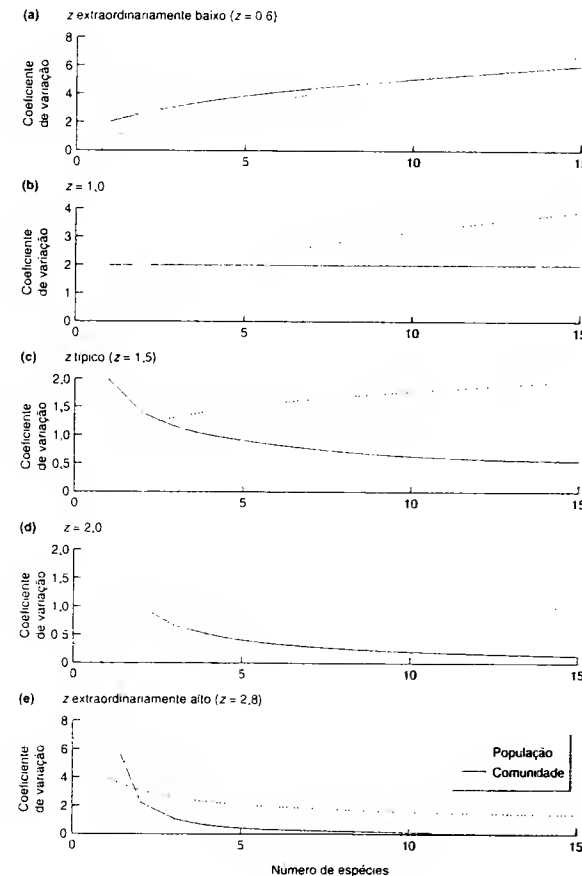 (a) z extraordinariamente baixo (z = 0.6)
Coeficiente de variação
8
6
4
2
0
0 5 10 15
(b) z = 1,0
Coeficiente de variação
4
3
2
1
0
0 5 10 15
(c) z típico (z = 1,5)
Coeficiente de variação
2,0
1,5
1,0
0,5
0
0 5 10 15
(d) z = 2,0
Coeficiente de variação
2,0
1,5
1,0
0 5
0
0 5 10 15
(e) z extraordinariamente alto (z = 2,8)
Coeficiente de variação
8
6
4
2
0
0 5 10 15
População
Comunidade
Numero de espécies